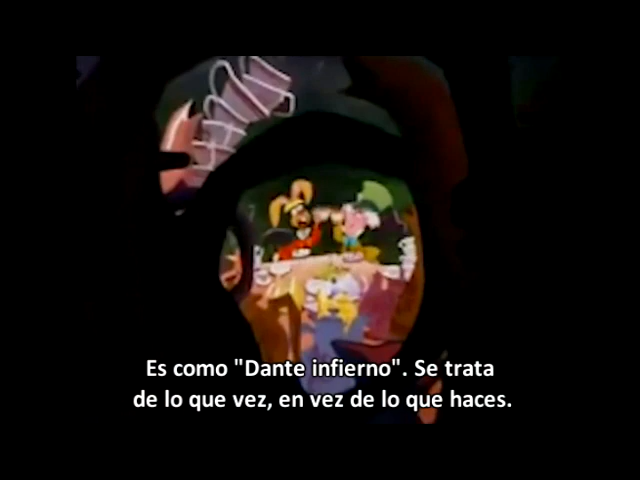 Es como "Dante infierno". Se trata
de lo que vez, en vez de lo que haces.